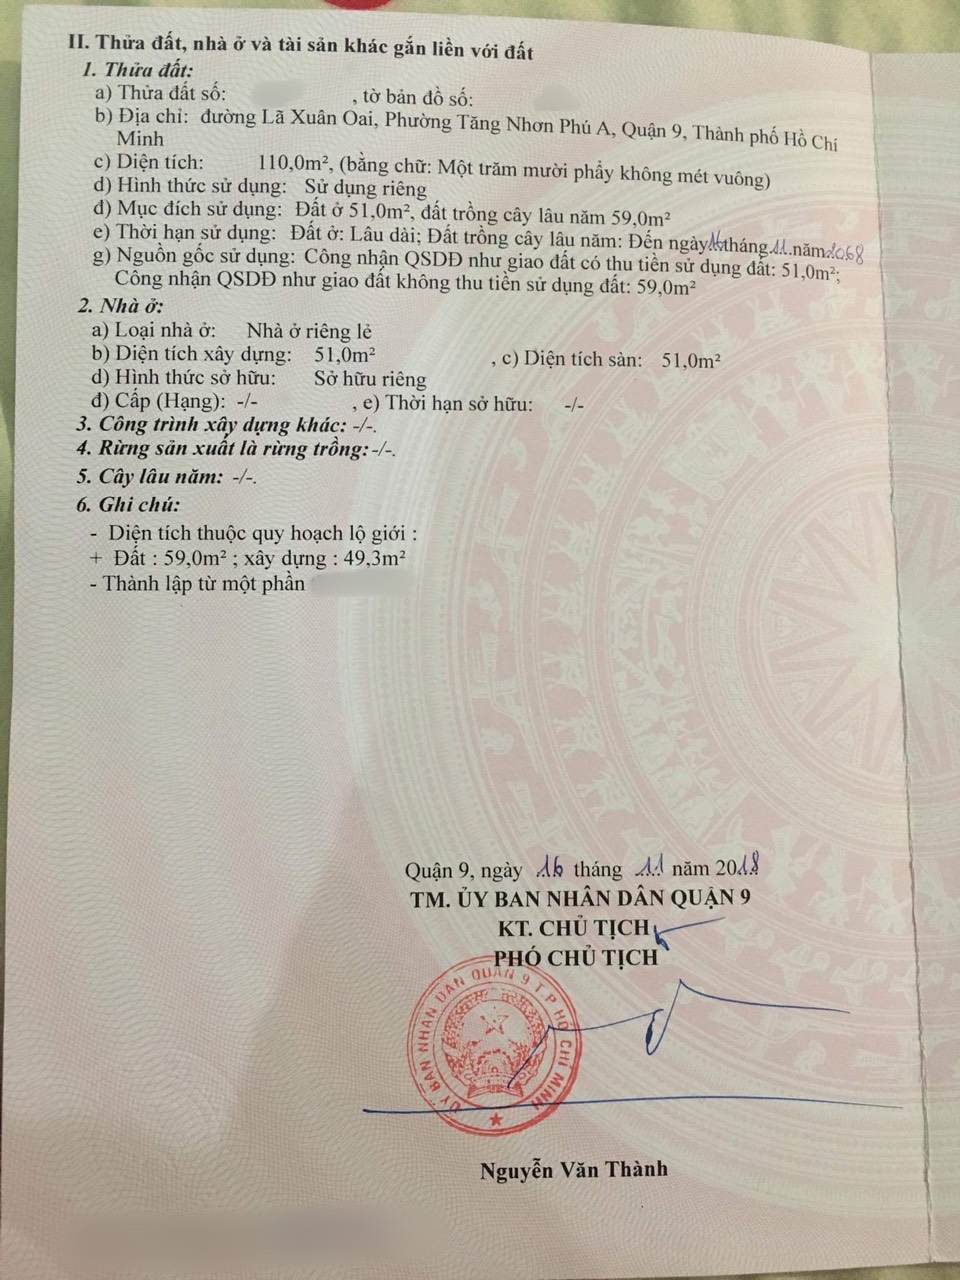 II. Thửa đất, nhà ở và tài sản khác gắn liền với đất
1. Thửa đất:
a) Thửa đất số: , tờ bản đồ số:
b) Địa chỉ: đường Lã Xuân Oai, Phường Tăng Nhơn Phú A, Quận 9, Thành phố Hồ Chí
Minh
c) Diện tích: 110,0m², (bằng chữ: Một trăm mười phẩy không mét vuông)
d) Hình thức sử dụng: Sử dụng riêng
đ) Mục đích sử dụng: Đất ở 51,0m², đất trồng cây lâu năm 59,0m²
e) Thời hạn sử dụng: Đất ở: Lâu dài; Đất trồng cây lâu năm: Đến ngày 16 tháng 11 năm 2068
g) Nguồn gốc sử dụng: Công nhận QSDĐ như giao đất có thu tiền sử dụng đất: 51,0m²;
Công nhận QSDĐ như giao đất không thu tiền sử dụng đất: 59,0m²
2. Nhà ở:
a) Loại nhà ở: Nhà ở riêng lẻ
b) Diện tích xây dựng: 51,0m² , c) Diện tích sàn: 51,0m²
d) Hình thức sở hữu: Sở hữu riêng
đ) Cấp (Hạng): -/- , e) Thời hạn sở hữu: -/-
3. Công trình xây dựng khác: -/-.
4. Rừng sản xuất là rừng trồng: -/-.
5. Cây lâu năm: -/-.
6. Ghi chú:
- Diện tích thuộc quy hoạch lộ giới :
+ Đất : 59,0m² ; xây dựng : 49,3m²
- Thành lập từ một phần
Quận 9, ngày 16 tháng 11 năm 2018
TM. ỦY BAN NHÂN DÂN QUẬN 9
KT. CHỦ TỊCH
PHÓ CHỦ TỊCH
ỦY BAN NHÂN DÂN QUẬN 9 T.P HỒ CHÍ MINH
Nguyễn Văn Thành